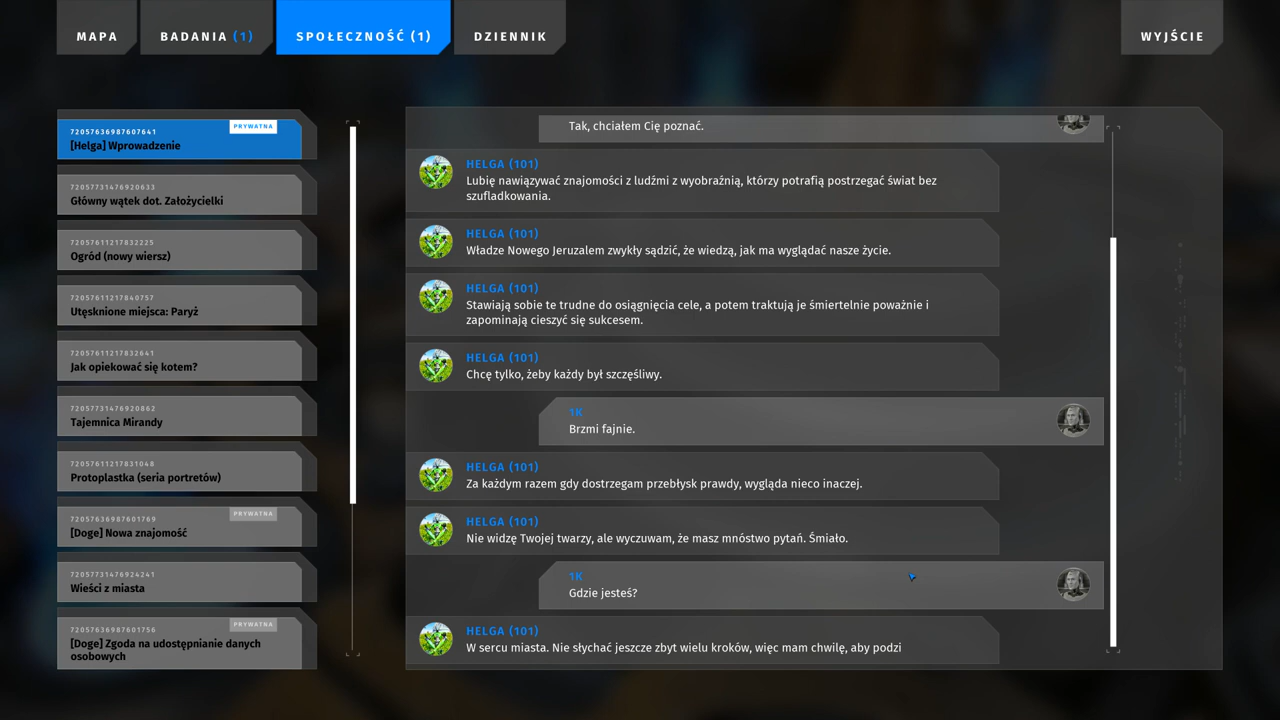 MAPA
BADANIA (1)
SPOŁECZNOŚĆ (1)
DZIENNIK
WYJŚCIE
72057636987607641
PRYWATNA
[Helga] Wprowadzenie
72057731476920633
Główny wątek dot. Założycielki
72057611217832225
Ogród (nowy wiersz)
72057611217840757
Utęsknione miejsca: Paryż
72057611217832641
Jak opiekować się kotem?
72057731476920862
Tajemnica Mirandy
72057611217831048
Protoplastka (seria portretów)
72057636987601769
PRYWATNA
[Doge] Nowa znajomość
72057731476924241
Wieści z miasta
72057636987601756
PRYWATNA
[Doge] Zgoda na udostępnianie danych
osobowych
Tak, chciałem Cię poznać.
HELGA (101)
Lubię nawiązywać znajomości z ludźmi z wyobraźnią, którzy potrafią postrzegać świat bez
szufladkowania.
HELGA (101)
Władze Nowego Jeruzalem zwykły sądzić, że wiedzą, jak ma wyglądać nasze życie.
HELGA (101)
Stawiają sobie te trudne do osiągnięcia cele, a potem traktują je śmiertelnie poważnie i
zapominają cieszyć się sukcesem.
HELGA (101)
Chcę tylko, żeby każdy był szczęśliwy.
1K
Brzmi fajnie.
HELGA (101)
Za każdym razem gdy dostrzegam przebłysk prawdy, wygląda nieco inaczej.
HELGA (101)
Nie widzę Twojej twarzy, ale wyczuwam, że masz mnóstwo pytań. Śmiało.
1K
Gdzie jesteś?
HELGA (101)
W sercu miasta. Nie słychać jeszcze zbyt wielu kroków, więc mam chwilę, aby podzi